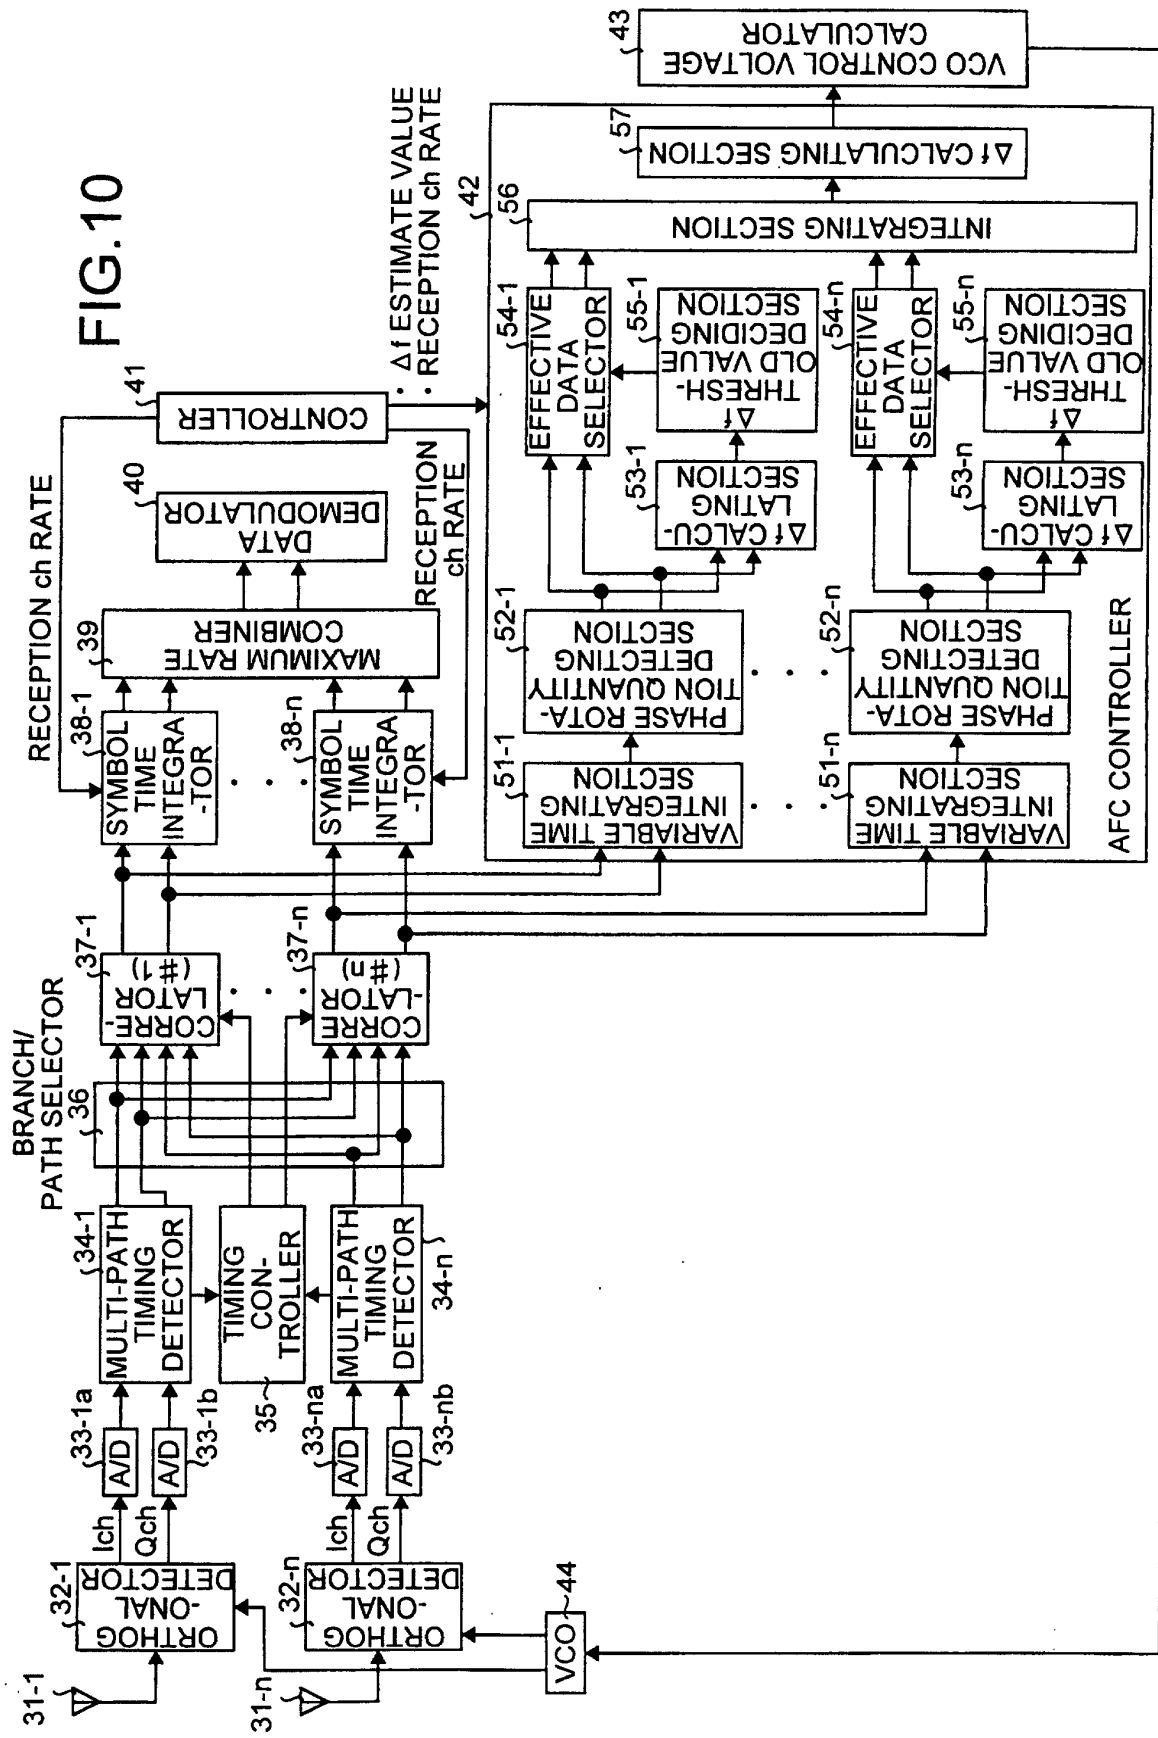 FIG.10
31-1
31-n
ORTHOG
-ONAL
DETECTOR
32-1
ORTHOG
-ONAL
DETECTOR
32-n
VCO
44
Ich
Qch
Ich
Qch
A/D
33-1a
A/D
33-1b
A/D
33-na
A/D
33-nb
MULTI-PATH
TIMING
DETECTOR
34-1
TIMING
CON-
TROLLER
35
MULTI-PATH
TIMING
DETECTOR
34-n
BRANCH/
PATH SELECTOR
36
CORRE-
LATOR
(#1)
37-1
CORRE
-LATOR
(#n)
37-n
RECEPTION ch RATE
SYMBOL
TIME
INTEGRA
-TOR
38-1
SYMBOL
TIME
INTEGRA
-TOR
38-n
MAXIMUM RATE
COMBINER
39
DATA
DEMODULATOR
40
CONTROLLER
41
RECEPTION
ch RATE
· Δf ESTIMATE VALUE
· RECEPTION ch RATE
42
AFC CONTROLLER
VARIABLE TIME
INTEGRATING
SECTION
51-1
VARIABLE TIME
INTEGRATING
SECTION
51-n
PHASE ROTA-
TION QUANTITY
DETECTING
SECTION
52-1
PHASE ROTA-
TION QUANTITY
DETECTING
SECTION
52-n
Δf CALCU-
LATING
SECTION
53-1
Δf CALCU-
LATING
SECTION
53-n
EFFECTIVE
DATA
SELECTOR
54-1
EFFECTIVE
DATA
SELECTOR
54-n
Δf
THRESH-
OLD VALUE
DECIDING
SECTION
55-1
Δf
THRESH-
OLD VALUE
DECIDING
SECTION
55-n
INTEGRATING SECTION
56
Δf CALCULATING SECTION
57
VCO CONTROL VOLTAGE
CALCULATOR
43